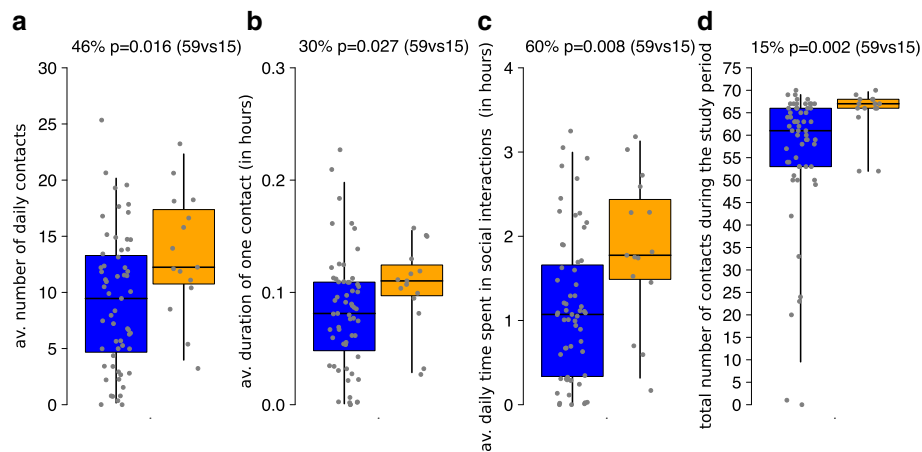 a
46% p=0.016 (59vs15)
av. number of daily contacts
30
25
20
15
10
5
0
b
30% p=0.027 (59vs15)
av. duration of one contact (in hours)
0.3
0.2
0.1
0.0
c
60% p=0.008 (59vs15)
av. daily time spent in social interactions (in hours)
4
3
2
1
0
d
15% p=0.002 (59vs15)
total number of contacts during the study period
75
70
65
60
55
50
45
40
35
30
25
20
15
10
5
0